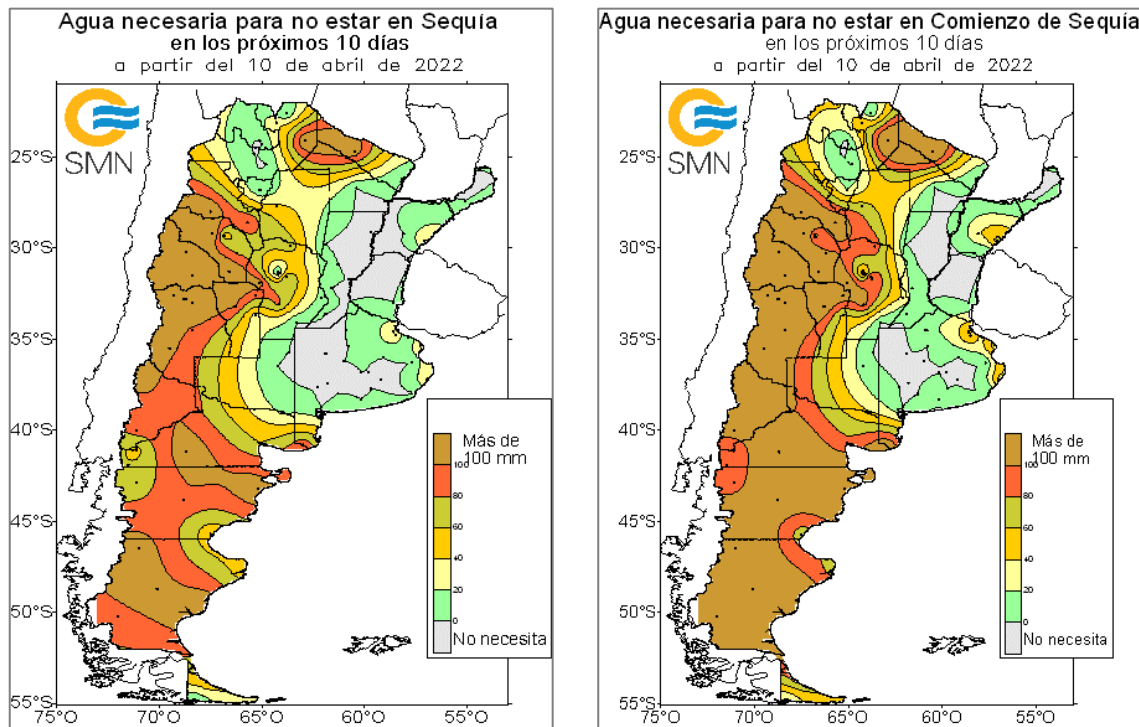 Agua necesaria para no estar en Sequía
en los próximos 10 días
a partir del 10 de abril de 2022
SMN
25°S
30°S
35°S
40°S
45°S
50°S
55°S
75°O
70°O
65°O
60°O
55°O
Más de
100 mm
100
80
60
40
20
0
No necesita
Agua necesaria para no estar en Comienzo de Sequía
en los próximos 10 días
a partir del 10 de abril de 2022
SMN
25°S
30°S
35°S
40°S
45°S
50°S
55°S
75°O
70°O
65°O
60°O
55°O
Más de
100 mm
100
80
60
40
20
0
No necesita